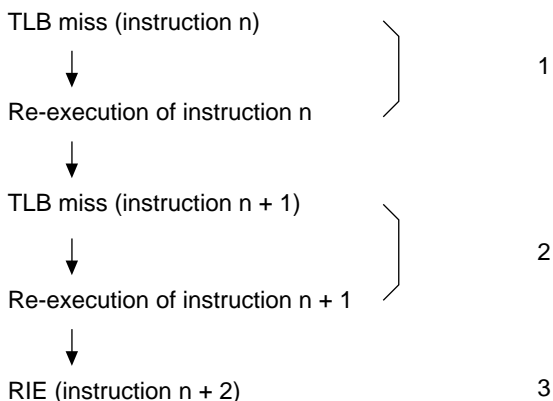 TLB miss (instruction n)
1
Re-execution of instruction n
TLB miss (instruction n + 1)
2
Re-execution of instruction n + 1
RIE (instruction n + 2)
3